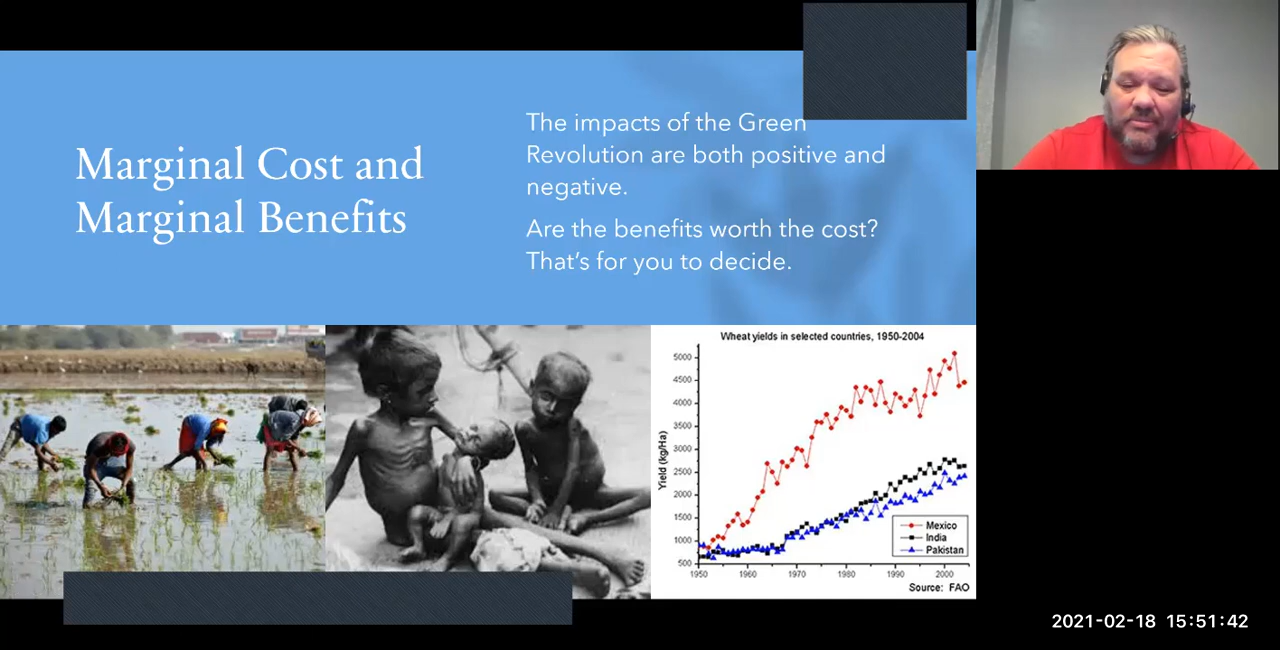 Marginal Cost and
Marginal Benefits
The impacts of the Green
Revolution are both positive and
negative.
Are the benefits worth the cost?
That's for you to decide.
Wheat yields in selected countries, 1950-2004
Yield (kg/Ha)
5000
4500
4000
3500
3000
2500
2000
1500
1000
500
1950
1960
1970
1980
1990
2000
Mexico
India
Pakistan
Source: FAO
2021-02-18 15:51:42